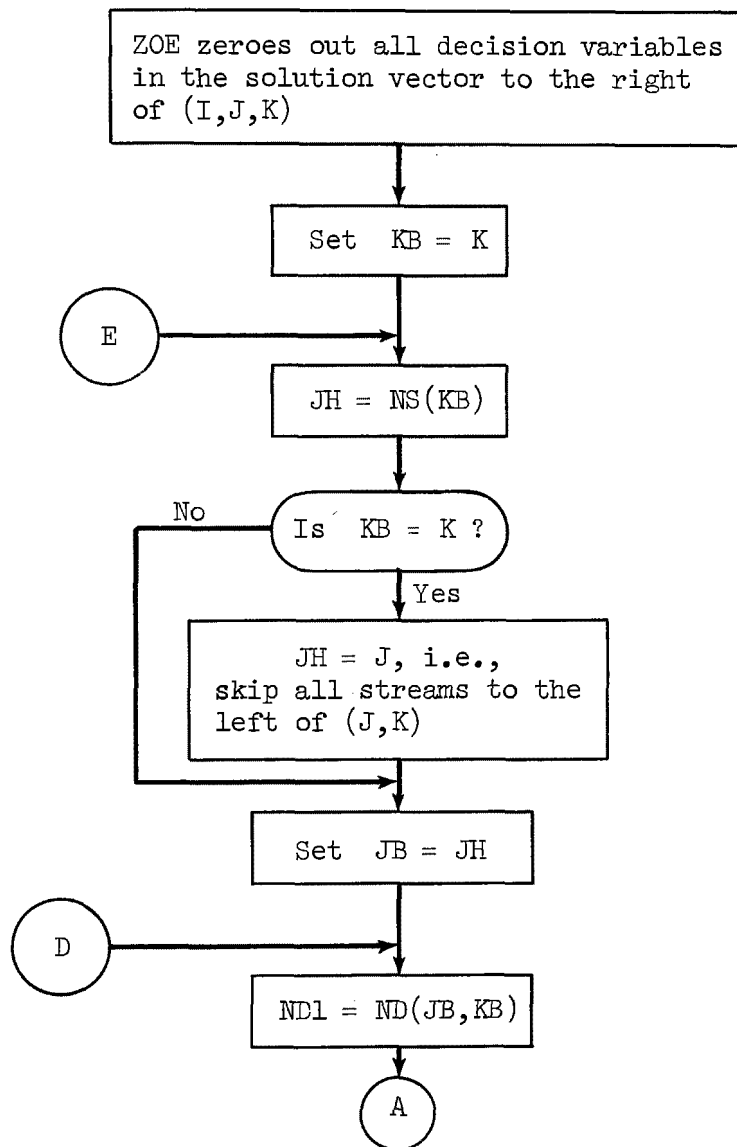 ZOE zeroes out all decision variables
in the solution vector to the right
of (I,J,K)
Set KB = K
E
JH = NS(KB)
No
Is KB = K ?
Yes
JH = J, i.e.,
skip all streams to the
left of (J,K)
Set JB = JH
D
ND1 = ND(JB,KB)
A